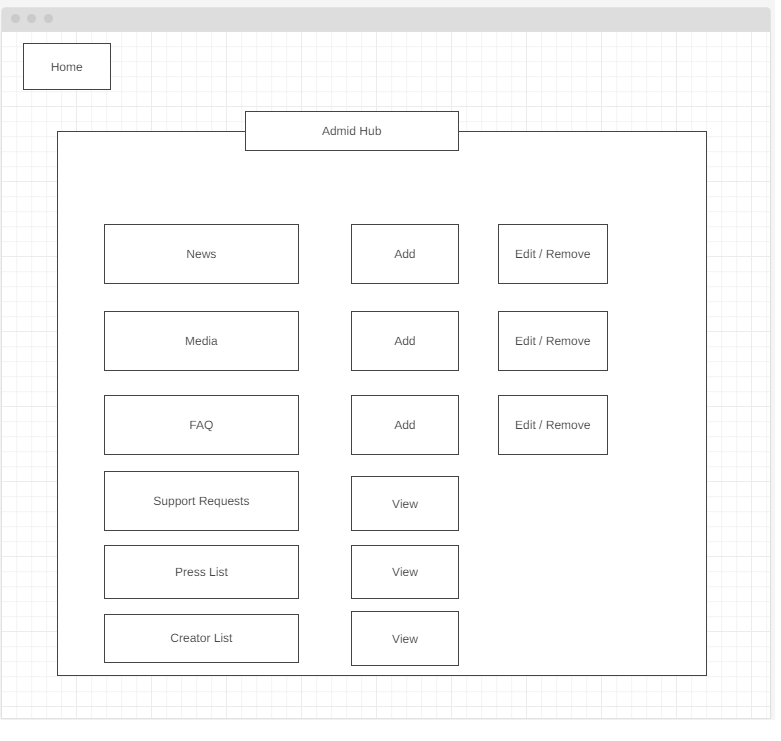 Home
Admid Hub
News
Add
Edit / Remove
Media
Add
Edit / Remove
FAQ
Add
Edit / Remove
Support Requests
View
Press List
View
Creator List
View